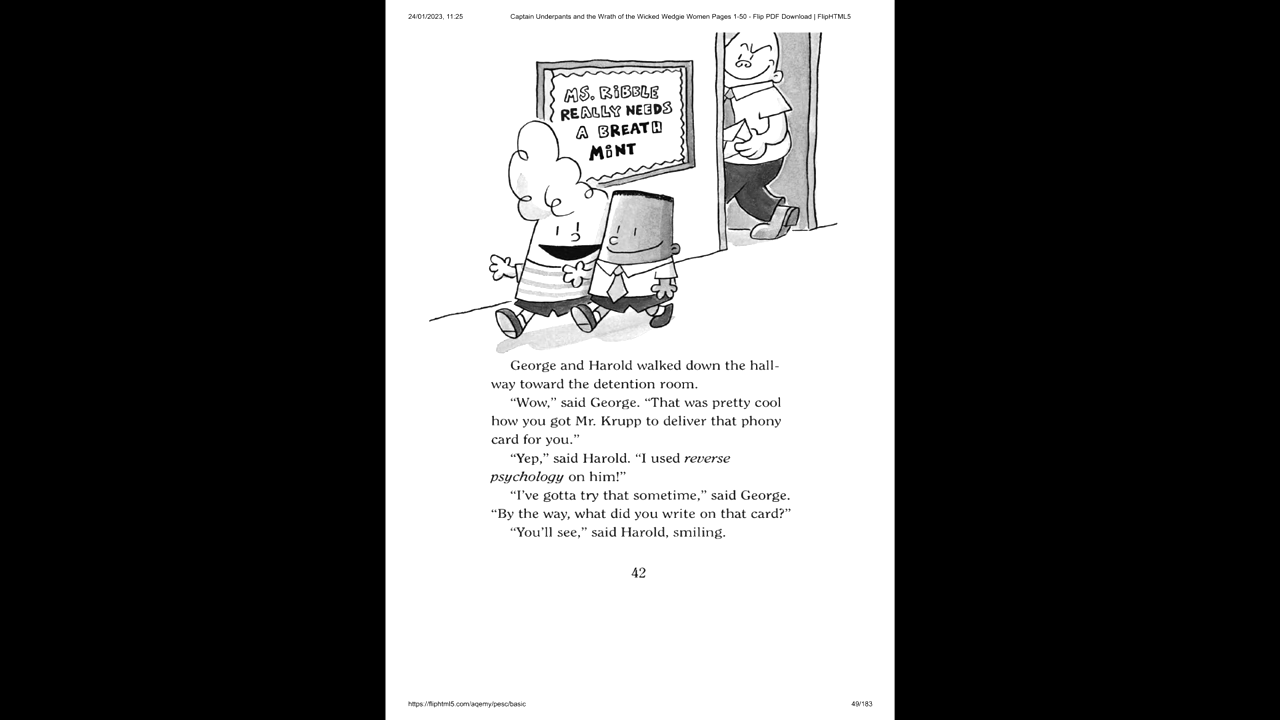 24/01/2023, 11:25 Captain Underpants and the Wrath of the Wicked Wedgie Women Pages 1-50 - Flip PDF Download | FlipHTML5
MS. RiBBLE
REALLY NEEDS
A BREATH
MiNT
George and Harold walked down the hall-
way toward the detention room.
“Wow,” said George. “That was pretty cool
how you got Mr. Krupp to deliver that phony
card for you.”
“Yep,” said Harold. “I used reverse
psychology on him!”
“I’ve gotta try that sometime,” said George.
“By the way, what did you write on that card?”
“You’ll see,” said Harold, smiling.
42
https://fliphtml5.com/aqemy/pesc/basic 49/183